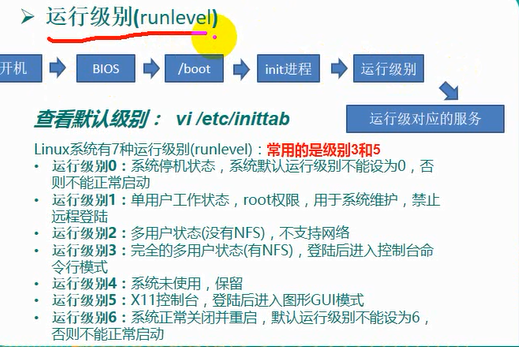 ➢ 运行级别(runlevel)
开机 BIOS /boot init进程 运行级别
运行级对应的服务
查看默认级别： vi /etc/inittab
Linux系统有7种运行级别(runlevel)：常用的是级别3和5
• 运行级别0：系统停机状态，系统默认运行级别不能设为0，否
则不能正常启动
• 运行级别1：单用户工作状态，root权限，用于系统维护，禁止
远程登陆
• 运行级别2：多用户状态(没有NFS)，不支持网络
• 运行级别3：完全的多用户状态(有NFS)，登陆后进入控制台命
令行模式
• 运行级别4：系统未使用，保留
• 运行级别5：X11控制台，登陆后进入图形GUI模式
• 运行级别6：系统正常关闭并重启，默认运行级别不能设为6，
否则不能正常启动